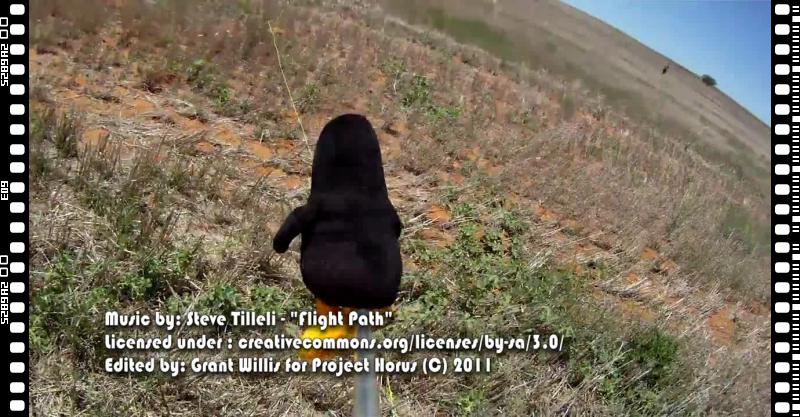 Music by: Steve Tilleli - "Flight Path"
Licensed under : creativecommons.org/licenses/by-sa/3.0/
Edited by: Grant Willis for Project Horus (C) 2011